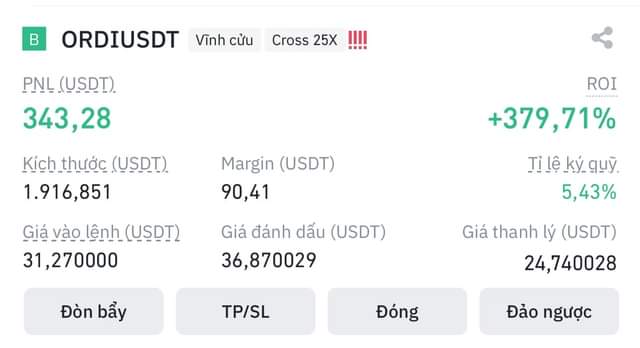 B ORDIUSDT Vĩnh cửu Cross 25X !!!!
PNL (USDT) ROI
343,28 +379,71%
Kích thước (USDT) Margin (USDT) Tỉ lệ ký quỹ
1.916,851 90,41 5,43%
Giá vào lệnh (USDT) Giá đánh dấu (USDT) Giá thanh lý (USDT)
31,270000 36,870029 24,740028
Đòn bẩy TP/SL Đóng Đảo ngược